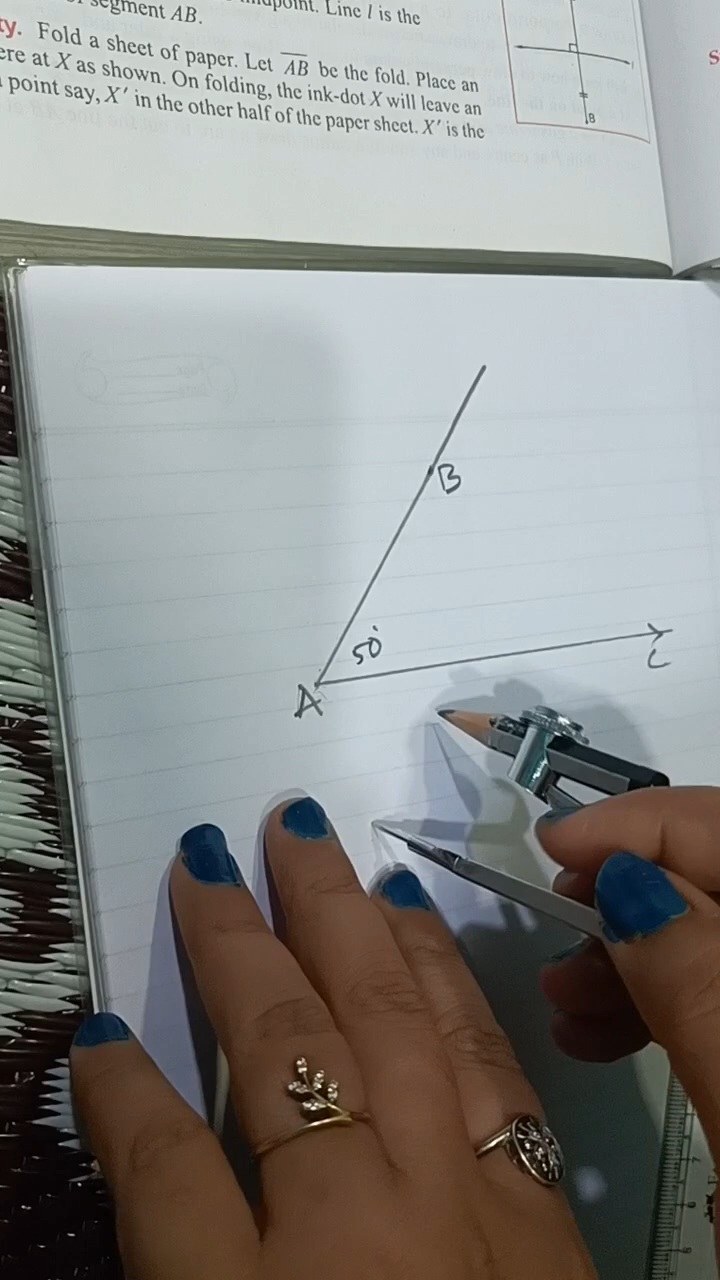 segment AB.
midpoint. Line l is the
ty. Fold a sheet of paper. Let AB be the fold. Place an
ere at X as shown. On folding, the ink-dot X will leave an
point say, X′ in the other half of the paper sheet. X′ is the
B
S
B
50°
A
C